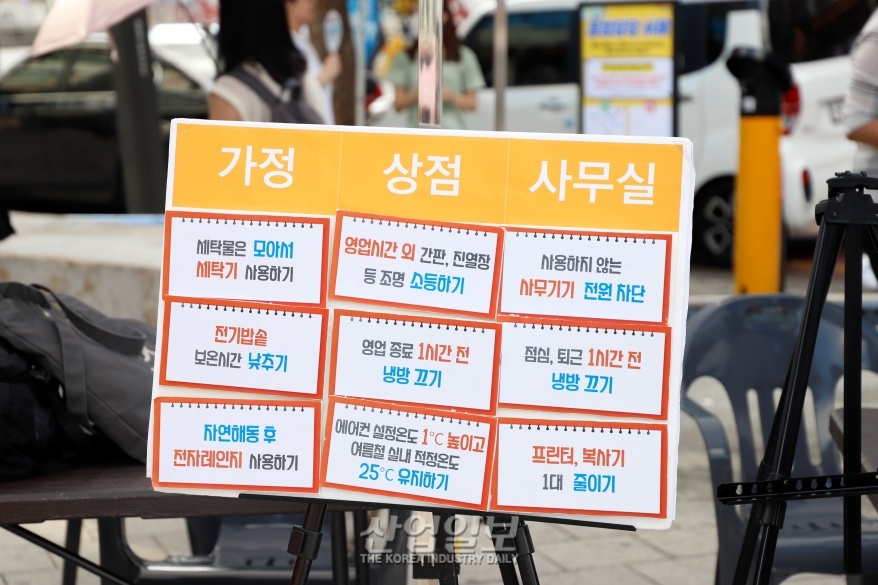 가정
상점
사무실
세탁물은 모아서
세탁기 사용하기
영업시간 외 간판, 진열장
등 조명 소등하기
사용하지 않는
사무기기 전원 차단
전기밥솥
보온시간 낮추기
영업 종료 1시간 전
냉방 끄기
점심, 퇴근 1시간 전
냉방 끄기
자연해동 후
전자레인지 사용하기
에어컨 설정온도 1℃ 높이고
여름철 실내 적정온도
25℃ 유지하기
프린터, 복사기
1대 줄이기
산업일보
THE KOREA INDUSTRY DAILY